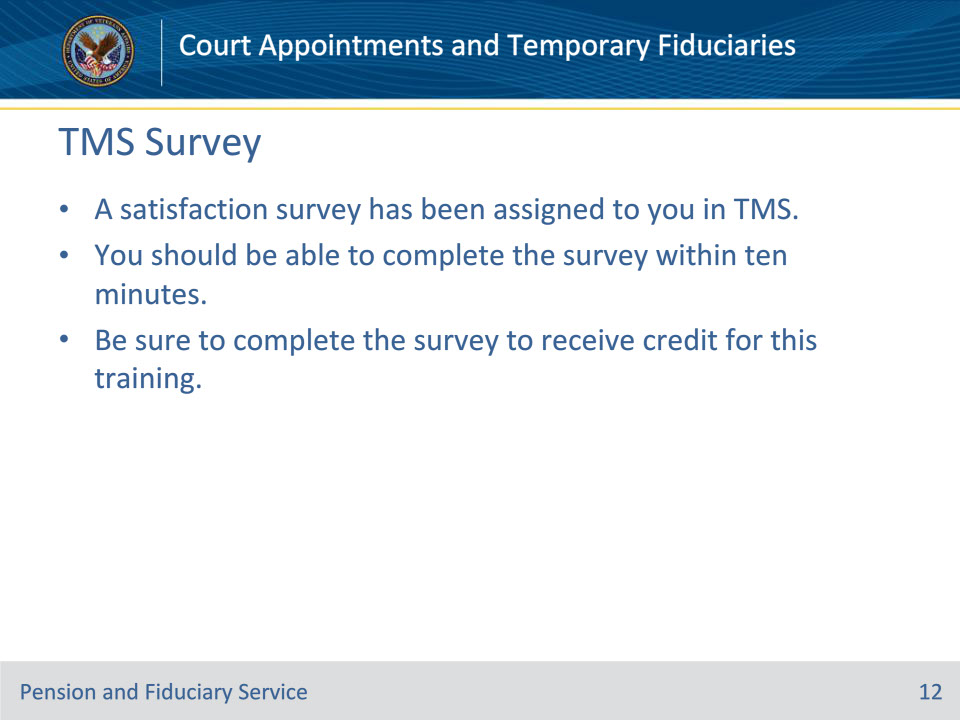 Court Appointments and Temporary Fiduciaries
TMS Survey
• A satisfaction survey has been assigned to you in TMS.
• You should be able to complete the survey within ten
minutes.
• Be sure to complete the survey to receive credit for this
training.
Pension and Fiduciary Service
12